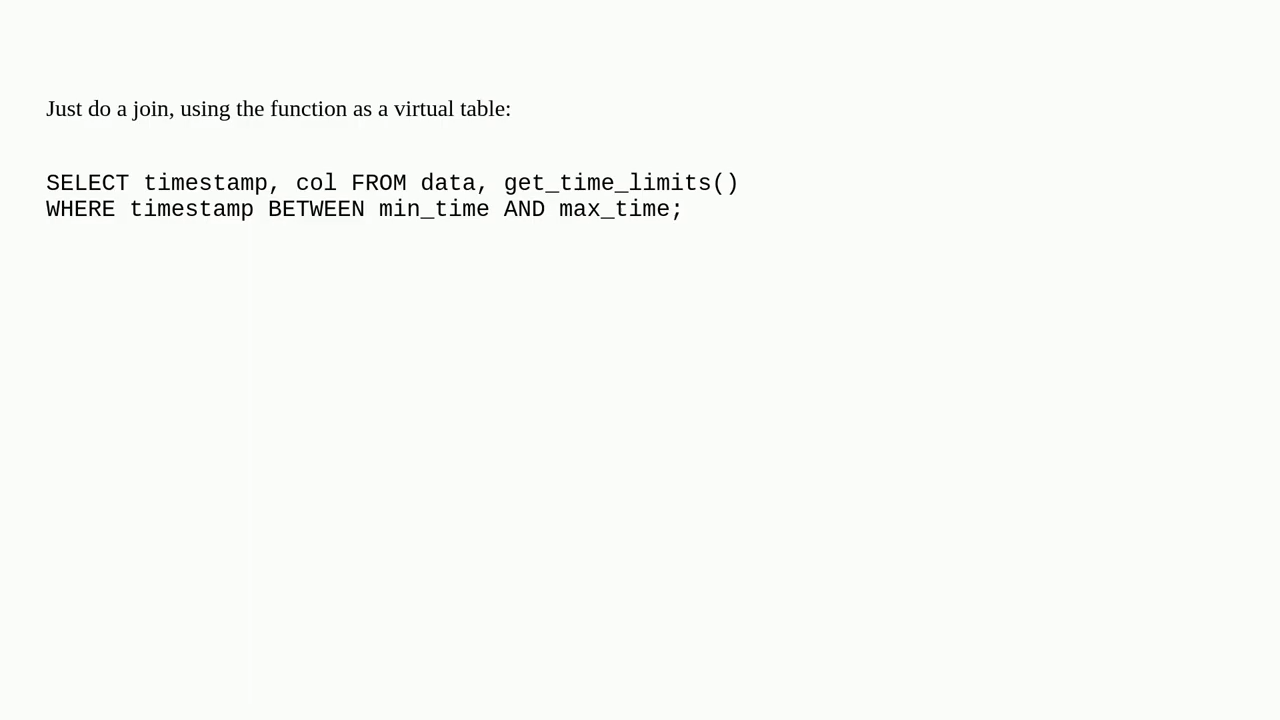 Just do a join, using the function as a virtual table:
SELECT timestamp, col FROM data, get_time_limits()
WHERE timestamp BETWEEN min_time AND max_time;